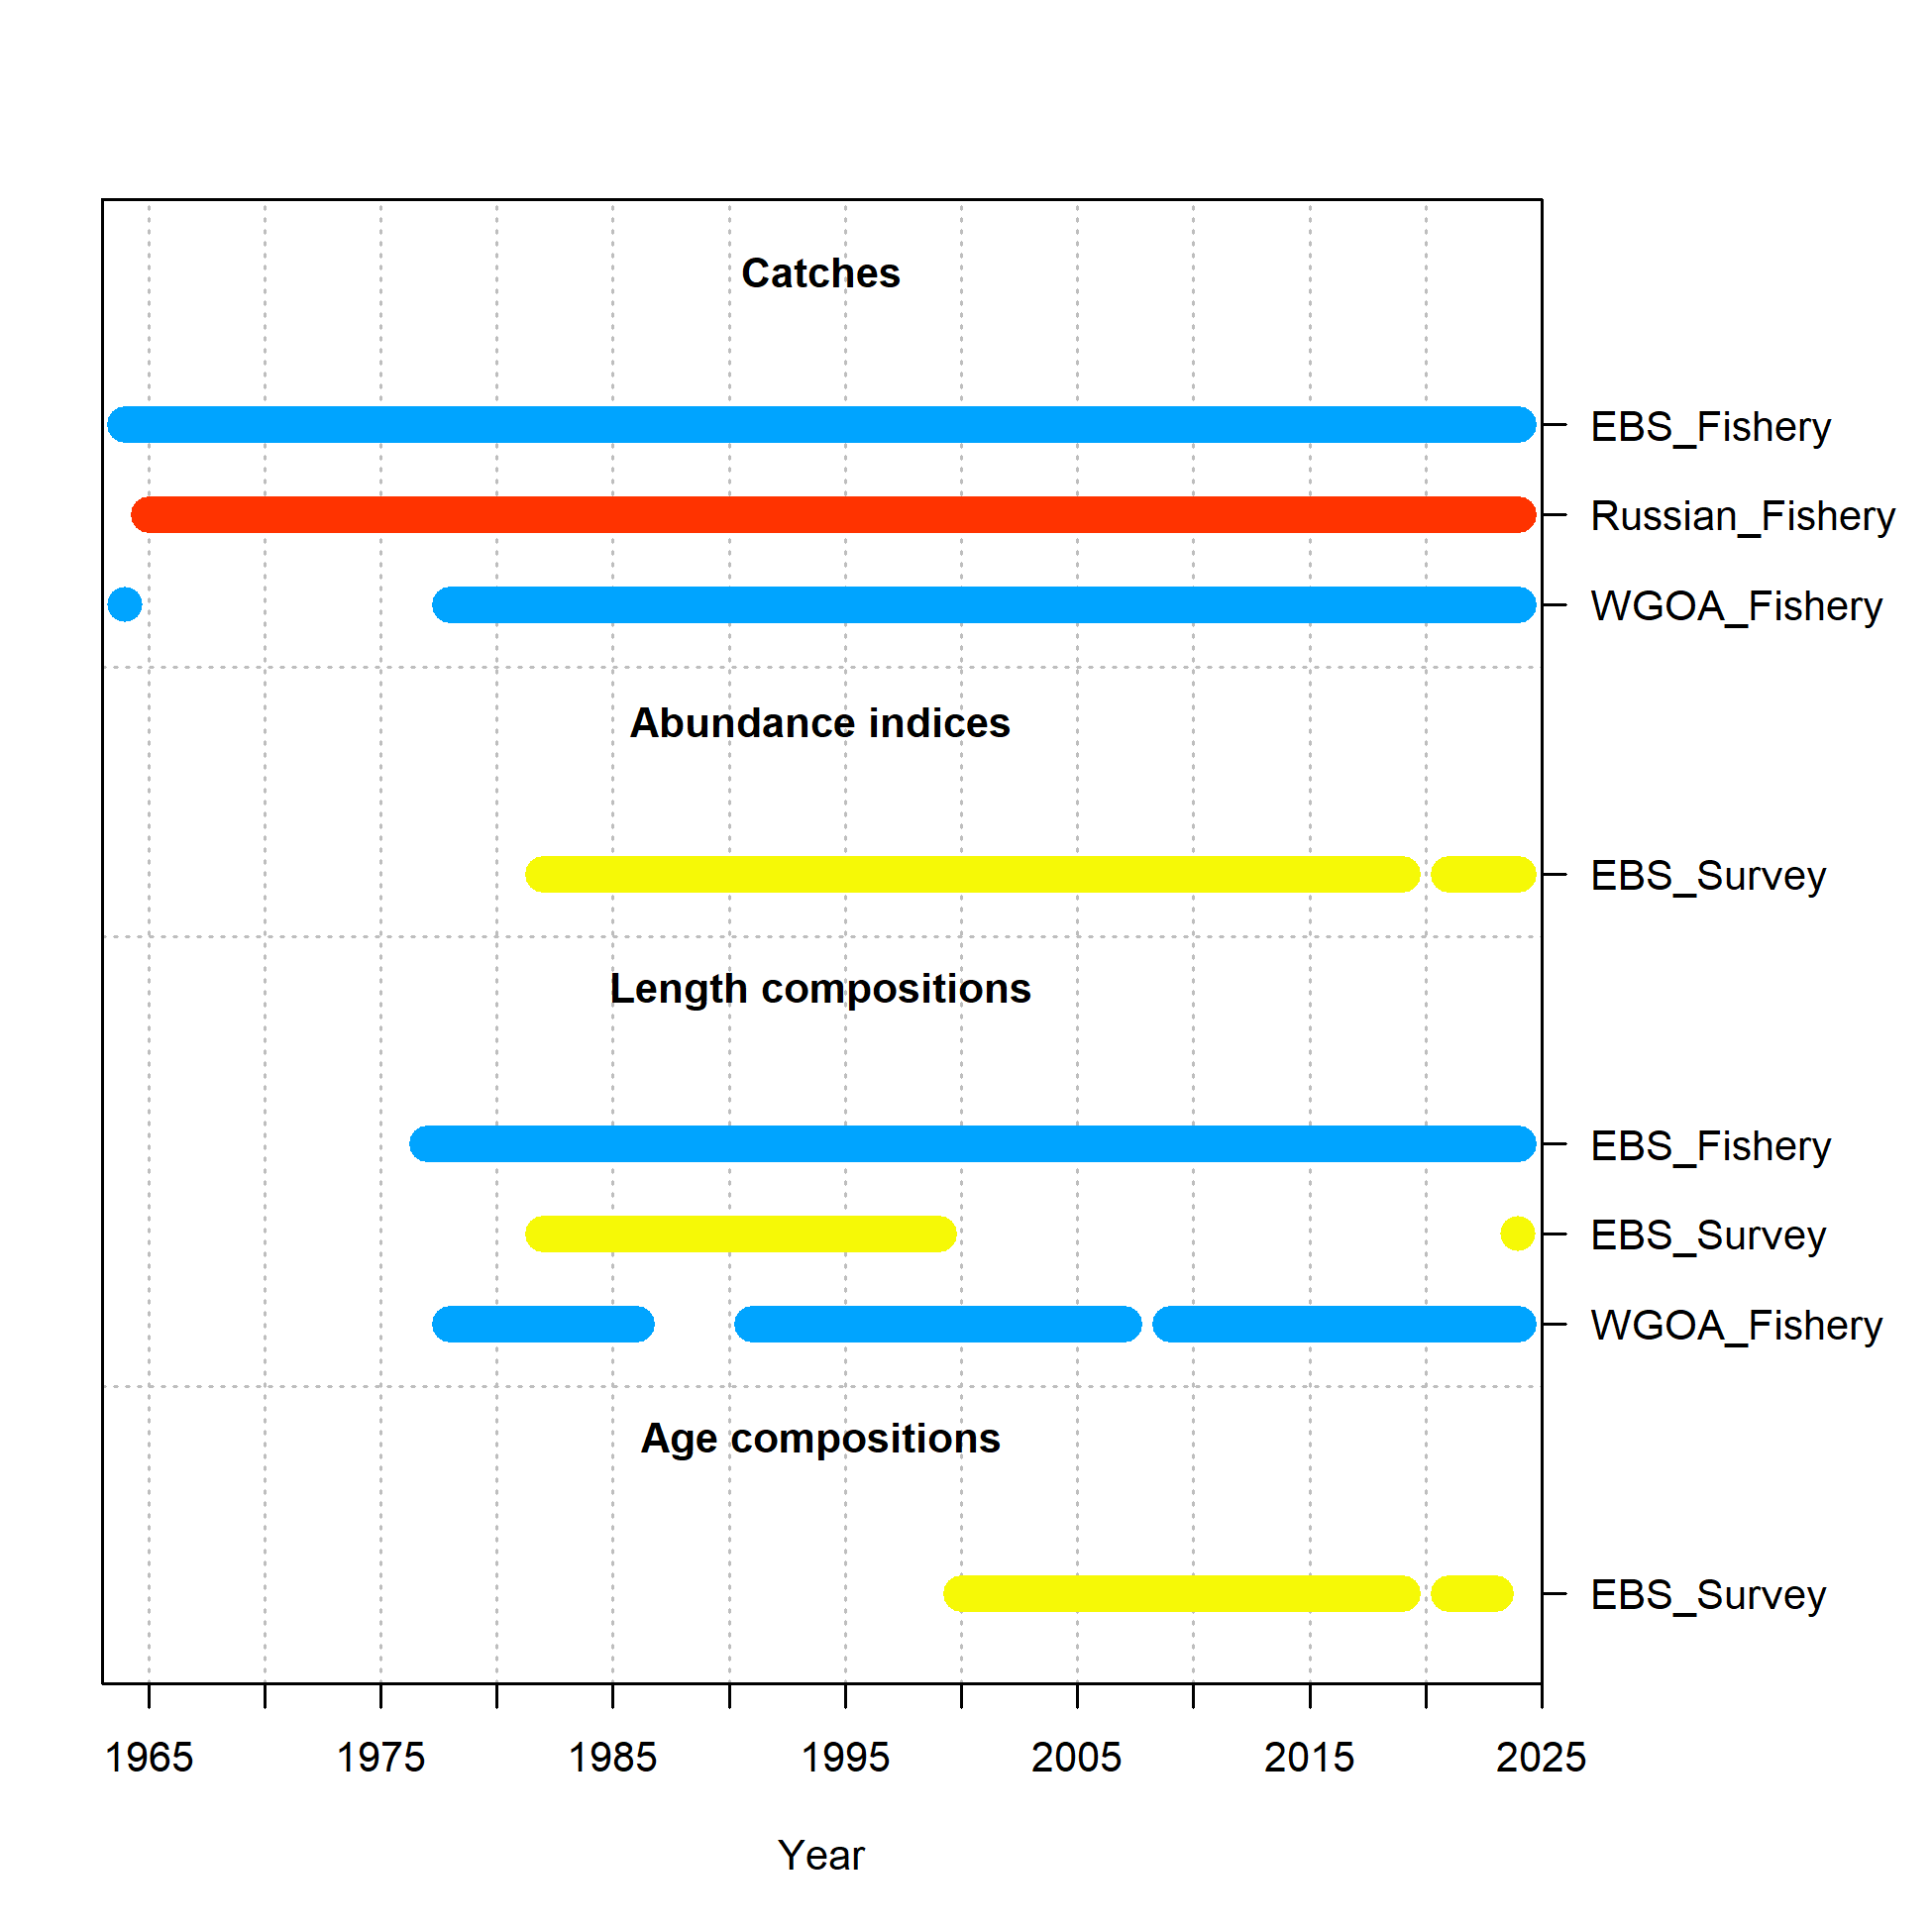 Catches
EBS_Fishery
Russian_Fishery
WGOA_Fishery
Abundance indices
EBS_Survey
Length compositions
EBS_Fishery
EBS_Survey
WGOA_Fishery
Age compositions
EBS_Survey
1965 1975 1985 1995 2005 2015 2025
Year